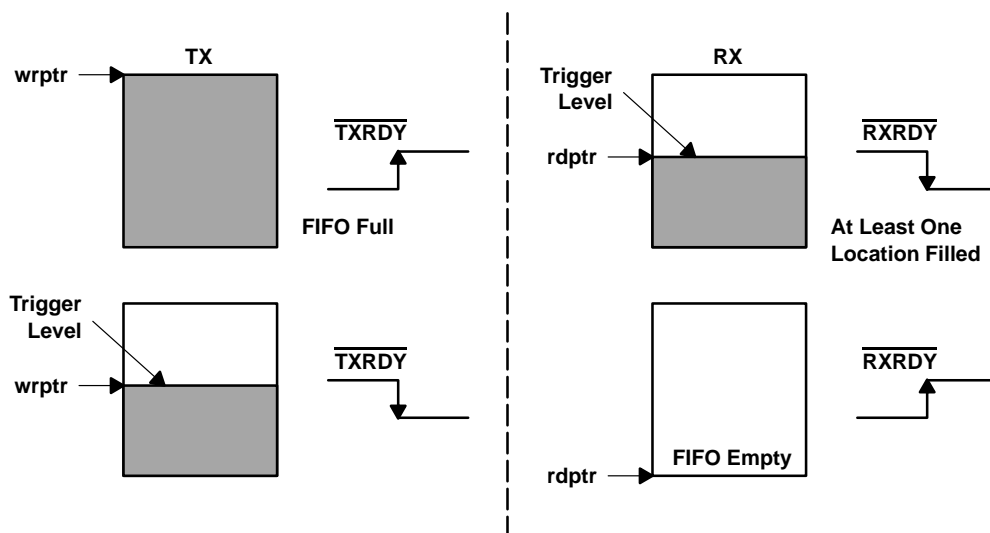 TX
wrptr
TXRDY
FIFO Full
Trigger
Level
wrptr
TXRDY
RX
Trigger
Level
rdptr
RXRDY
At Least One
Location Filled
RXRDY
FIFO Empty
rdptr